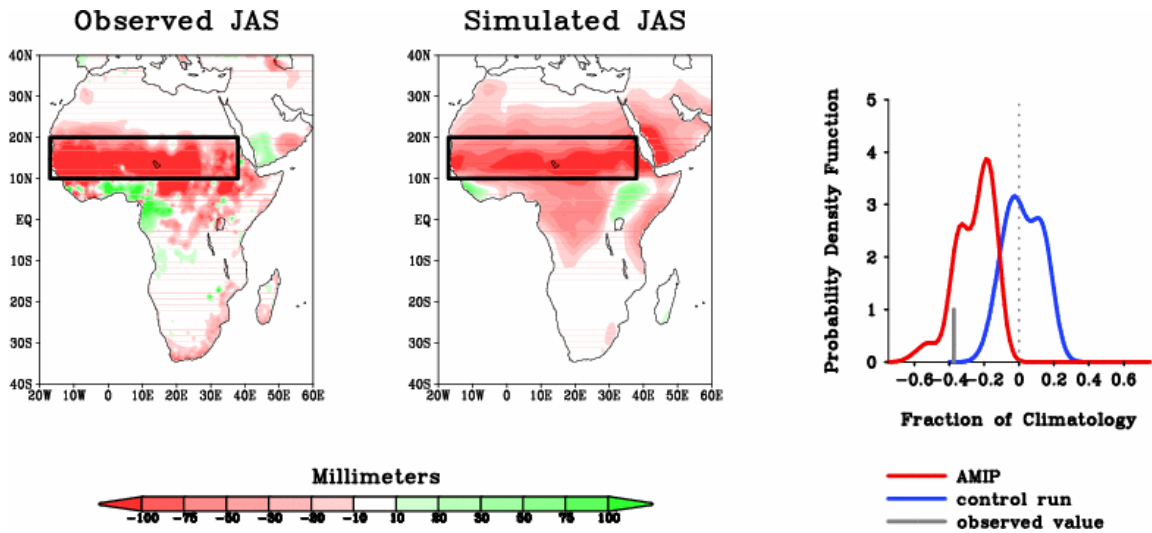 Observed JAS
Simulated JAS
40N
30N
20N
10N
EQ
10S
20S
30S
40S
20W 10W 0 10E 20E 30E 40E 50E 60E
40N
30N
20N
10N
EQ
10S
20S
30S
40S
20W 10W 0 10E 20E 30E 40E 50E 60E
Probability Density Function
5
4
3
2
1
0
-0.6 -0.4 -0.2 0 0.2 0.4 0.6
Fraction of Climatology
Millimeters
-100 -75 -50 -30 -20 -10 10 20 30 50 75 100
AMIP
control run
observed value